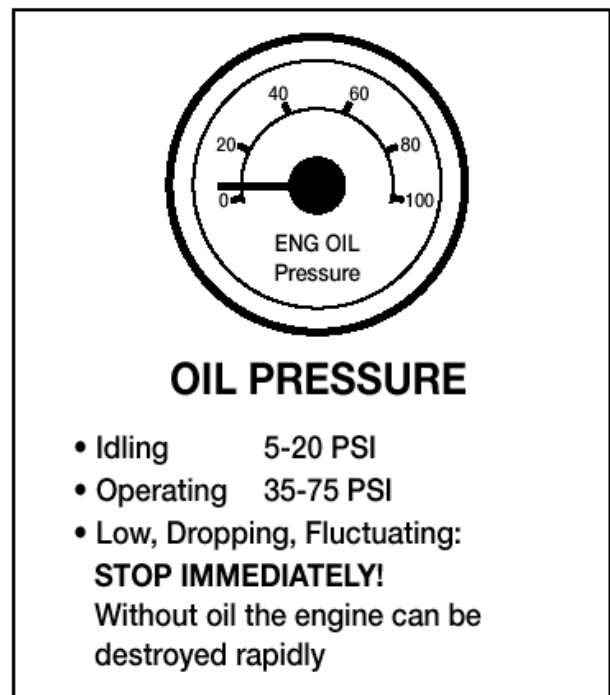 40 60
20 80
0 100
ENG OIL
Pressure
OIL PRESSURE
• Idling 5-20 PSI
• Operating 35-75 PSI
• Low, Dropping, Fluctuating:
STOP IMMEDIATELY!
Without oil the engine can be
destroyed rapidly